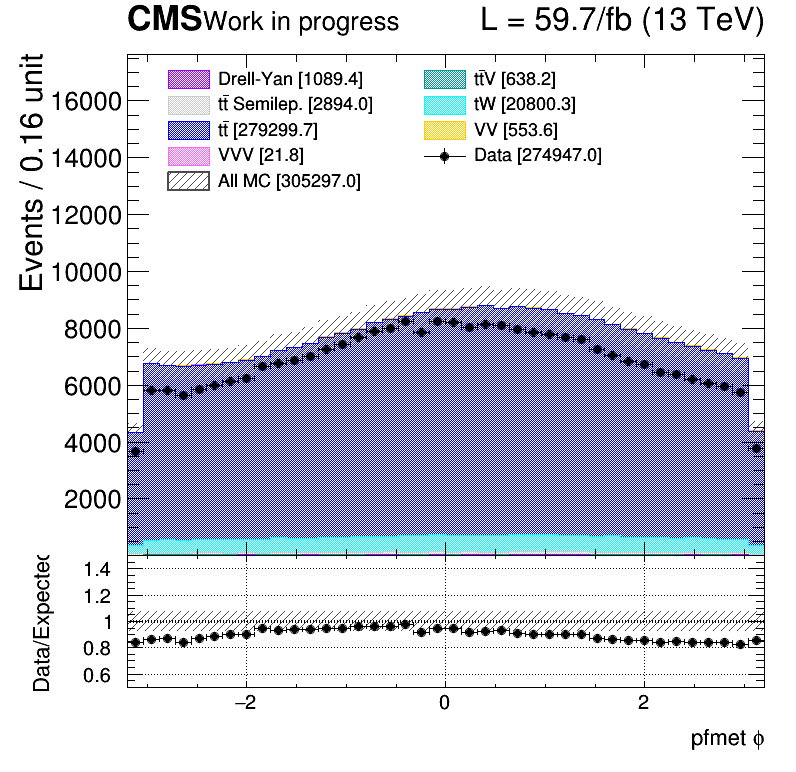 CMS Work in progress L = 59.7/fb (13 TeV)
Events / 0.16 unit
Drell-Yan [1089.4]
tt̄V [638.2]
tt̄ Semilep. [2894.0]
tW [20800.3]
tt̄ [279299.7]
VV [553.6]
VVV [21.8]
Data [274947.0]
All MC [305297.0]
16000
14000
12000
10000
8000
6000
4000
2000
Data/Expected
1.4
1.2
1
0.8
0.6
−2 0 2
pfmet ϕ